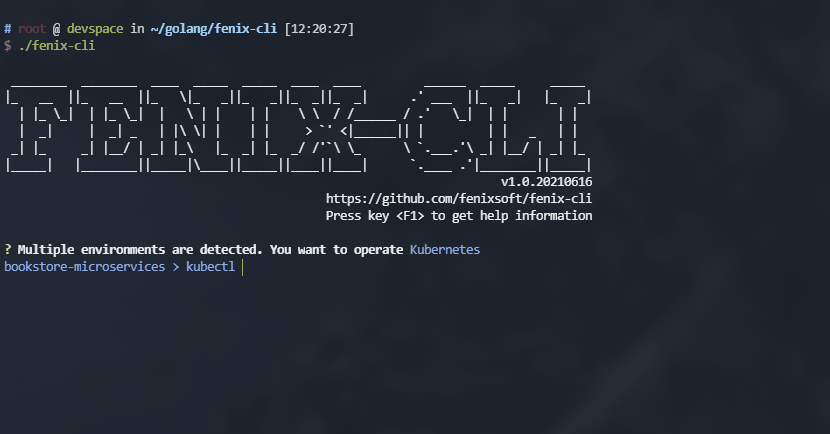 # root @ devspace in ~/golang/fenix-cli [12:20:27]
$ ./fenix-cli
FENIX-CLI
v1.0.20210616
https://github.com/fenixsoft/fenix-cli
Press key <F1> to get help information
? Multiple environments are detected. You want to operate Kubernetes
bookstore-microservices > kubectl